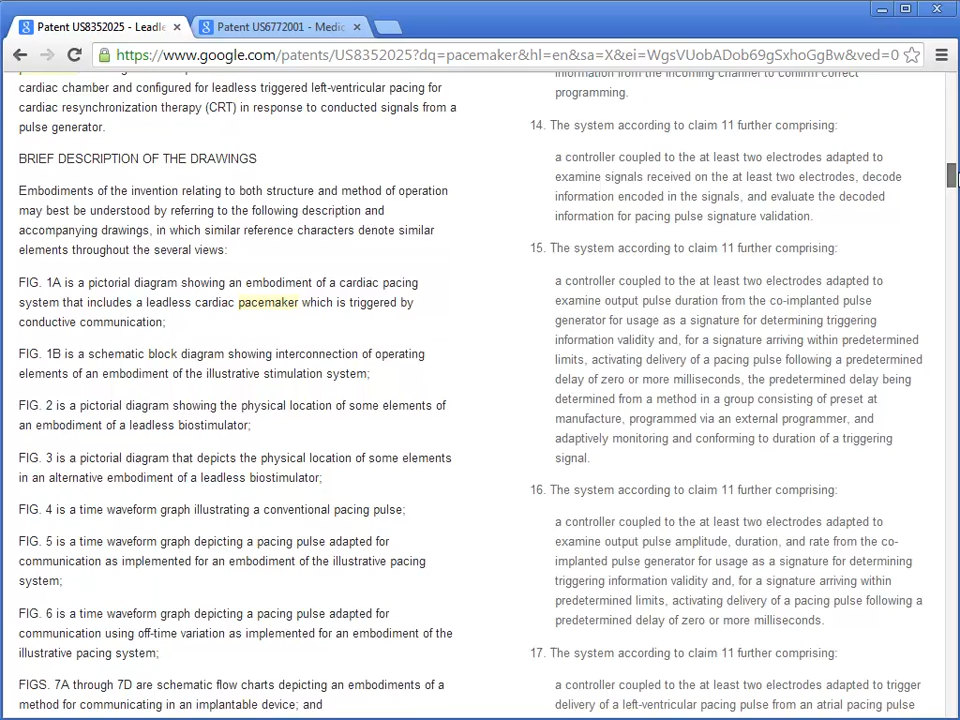 Patent US8352025 - Leadle
Patent US6772001 - Medic
https://www.google.com/patents/US8352025?dq=pacemaker&hl=en&sa=X&ei=WgsVUobADob69gSxhoGgBw&ved=0
cardiac chamber and configured for leadless triggered left-ventricular pacing for
cardiac resynchronization therapy (CRT) in response to conducted signals from a
pulse generator.
BRIEF DESCRIPTION OF THE DRAWINGS
Embodiments of the invention relating to both structure and method of operation
may best be understood by referring to the following description and
accompanying drawings, in which similar reference characters denote similar
elements throughout the several views:
FIG. 1A is a pictorial diagram showing an embodiment of a cardiac pacing
system that includes a leadless cardiac pacemaker which is triggered by
conductive communication;
FIG. 1B is a schematic block diagram showing interconnection of operating
elements of an embodiment of the illustrative stimulation system;
FIG. 2 is a pictorial diagram showing the physical location of some elements of
an embodiment of a leadless biostimulator;
FIG. 3 is a pictorial diagram that depicts the physical location of some elements
in an alternative embodiment of a leadless biostimulator;
FIG. 4 is a time waveform graph illustrating a conventional pacing pulse;
FIG. 5 is a time waveform graph depicting a pacing pulse adapted for
communication as implemented for an embodiment of the illustrative pacing
system;
FIG. 6 is a time waveform graph depicting a pacing pulse adapted for
communication using off-time variation as implemented for an embodiment of the
illustrative pacing system;
FIGS. 7A through 7D are schematic flow charts depicting an embodiments of a
method for communicating in an implantable device; and
information from the incoming channel to confirm correct
programming.
14. The system according to claim 11 further comprising:
a controller coupled to the at least two electrodes adapted to
examine signals received on the at least two electrodes, decode
information encoded in the signals, and evaluate the decoded
information for pacing pulse signature validation.
15. The system according to claim 11 further comprising:
a controller coupled to the at least two electrodes adapted to
examine output pulse duration from the co-implanted pulse
generator for usage as a signature for determining triggering
information validity and, for a signature arriving within predetermined
limits, activating delivery of a pacing pulse following a predetermined
delay of zero or more milliseconds, the predetermined delay being
determined from a method in a group consisting of preset at
manufacture, programmed via an external programmer, and
adaptively monitoring and conforming to duration of a triggering
signal.
16. The system according to claim 11 further comprising:
a controller coupled to the at least two electrodes adapted to
examine output pulse amplitude, duration, and rate from the co-
implanted pulse generator for usage as a signature for determining
triggering information validity and, for a signature arriving within
predetermined limits, activating delivery of a pacing pulse following a
predetermined delay of zero or more milliseconds.
17. The system according to claim 11 further comprising:
a controller coupled to the at least two electrodes adapted to trigger
delivery of a left-ventricular pacing pulse from an atrial pacing pulse